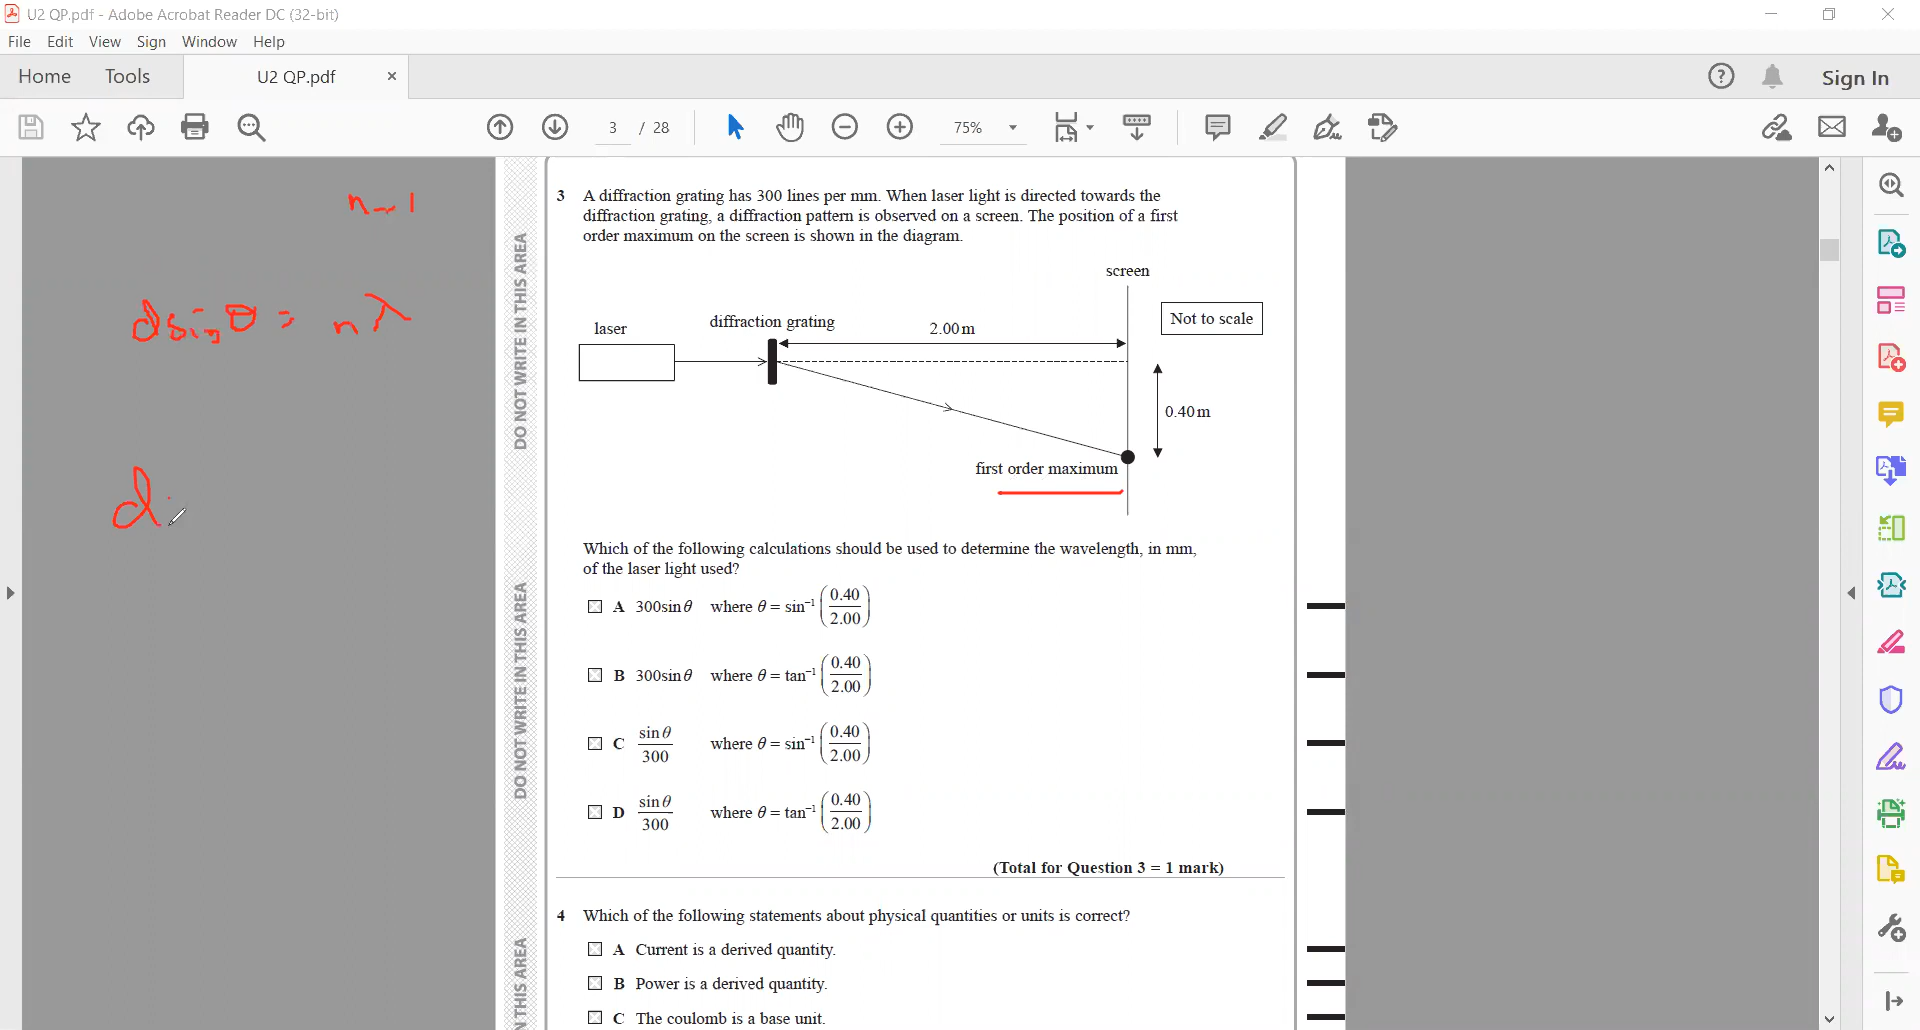 U2 QP.pdf - Adobe Acrobat Reader DC (32-bit)
File Edit View Sign Window Help
Home Tools U2 QP.pdf × Sign In
3 / 28 75%
n=1
dsinθ = nλ
d
DO NOT WRITE IN THIS AREA
DO NOT WRITE IN THIS AREA
N THIS AREA
3 A diffraction grating has 300 lines per mm. When laser light is directed towards the
diffraction grating, a diffraction pattern is observed on a screen. The position of a first
order maximum on the screen is shown in the diagram.
screen
Not to scale
laser
diffraction grating
2.00 m
0.40 m
first order maximum
Which of the following calculations should be used to determine the wavelength, in mm,
of the laser light used?
A 300sinθ where θ = sin⁻¹ (0.40/2.00)
B 300sinθ where θ = tan⁻¹ (0.40/2.00)
C sinθ/300 where θ = sin⁻¹ (0.40/2.00)
D sinθ/300 where θ = tan⁻¹ (0.40/2.00)
(Total for Question 3 = 1 mark)
4 Which of the following statements about physical quantities or units is correct?
A Current is a derived quantity.
B Power is a derived quantity.
C The coulomb is a base unit.